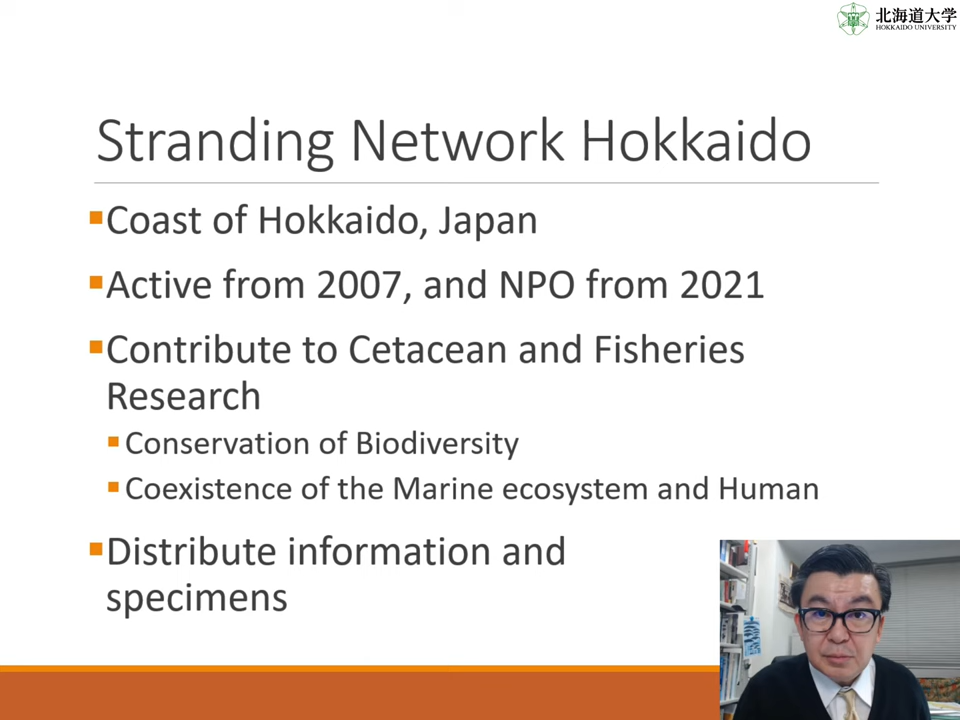 北海道大学
HOKKAIDO UNIVERSITY
Stranding Network Hokkaido
Coast of Hokkaido, Japan
Active from 2007, and NPO from 2021
Contribute to Cetacean and Fisheries
Research
Conservation of Biodiversity
Coexistence of the Marine ecosystem and Human
Distribute information and
specimens